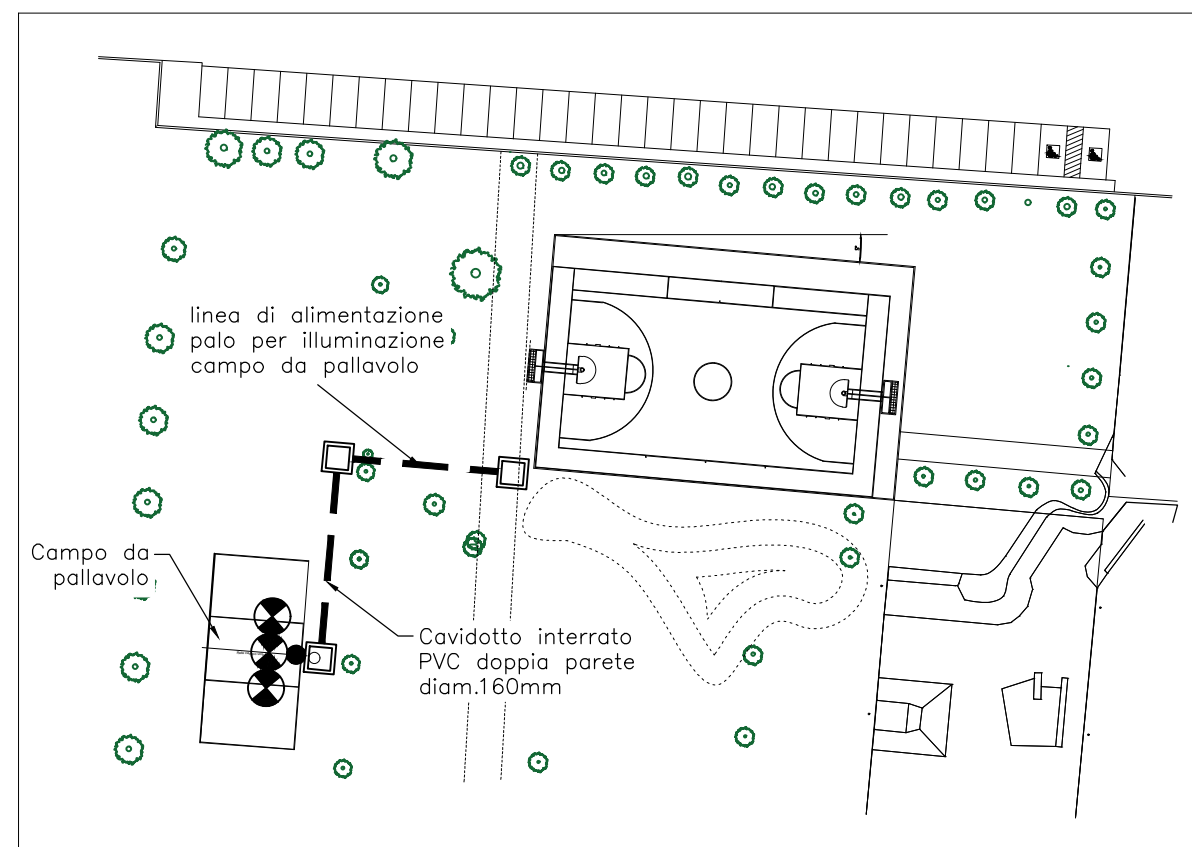 linea di alimentazione
palo per illuminazione
campo da pallavolo
Campo da
pallavolo
Cavidotto interrato
PVC doppia parete
diam.160mm